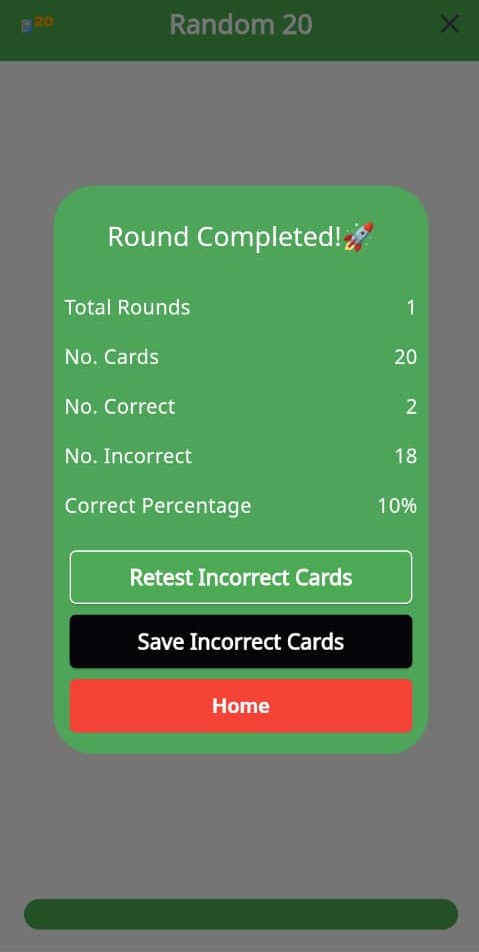 20
Random 20
Round Completed!🚀
Total Rounds 1
No. Cards 20
No. Correct 2
No. Incorrect 18
Correct Percentage 10%
Retest Incorrect Cards
Save Incorrect Cards
Home